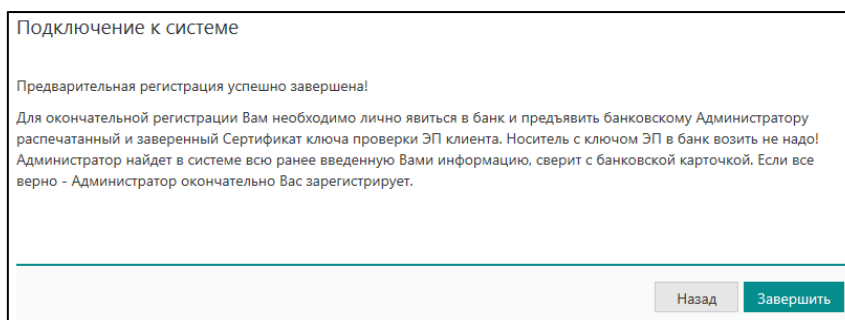 Подключение к системе
Предварительная регистрация успешно завершена!
Для окончательной регистрации Вам необходимо лично явиться в банк и предъявить банковскому Администратору
распечатанный и заверенный Сертификат ключа проверки ЭП клиента. Носитель с ключом ЭП в банк возить не надо!
Администратор найдет в системе всю ранее введенную Вами информацию, сверит с банковской карточкой. Если все
верно - Администратор окончательно Вас зарегистрирует.
Назад Завершить